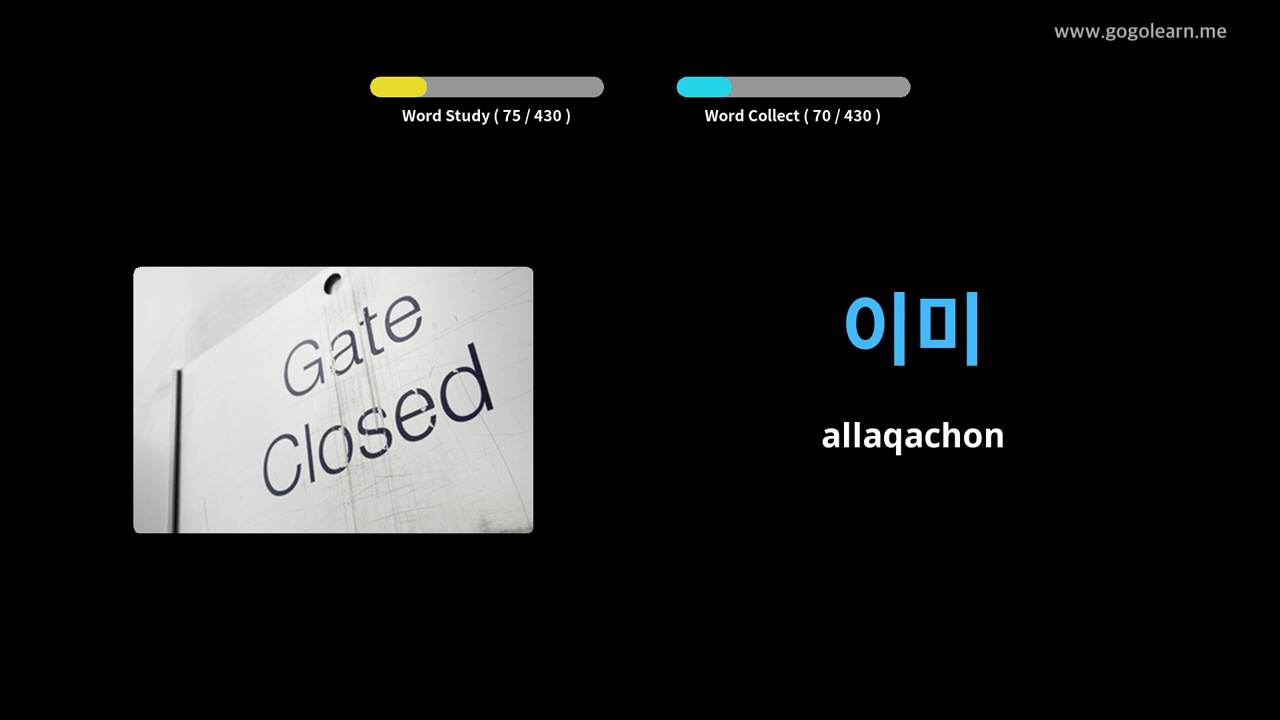 www.gogolearn.me
Word Study ( 75 / 430 )
Word Collect ( 70 / 430 )
Gate
Closed
이미
allaqachon